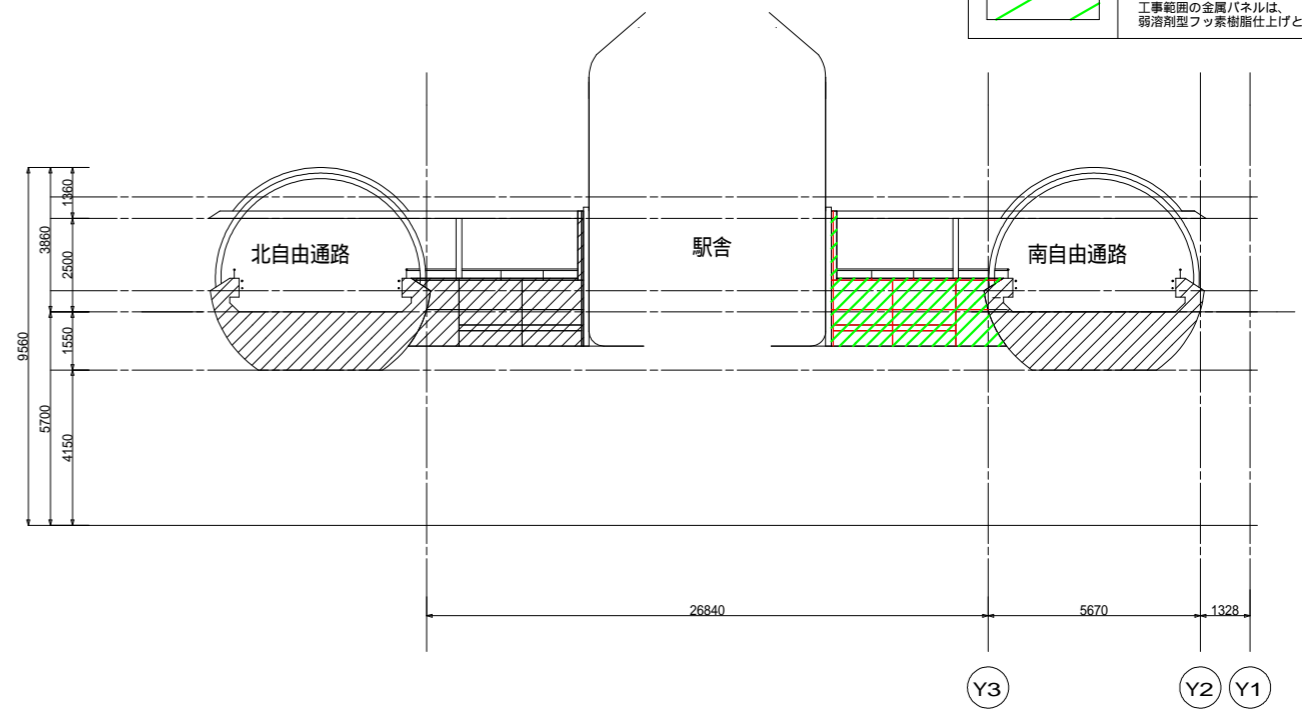 工事範囲の金属パネルは、
弱溶剤型フッ素樹脂仕上げと
北自由通路
駅舎
南自由通路
1360
3860
2500
9560
1550
5700
4150
26840
5670
1328
Y3
Y2
Y1